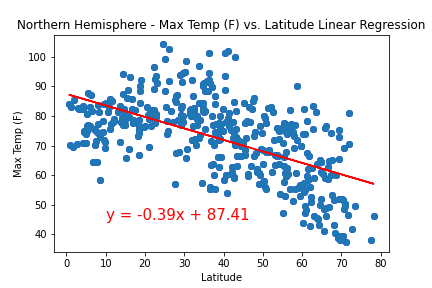 Northern Hemisphere - Max Temp (F) vs. Latitude Linear Regression
100
90
80
70
60
50
40
Max Temp (F)
y = -0.39x + 87.41
0 10 20 30 40 50 60 70 80
Latitude